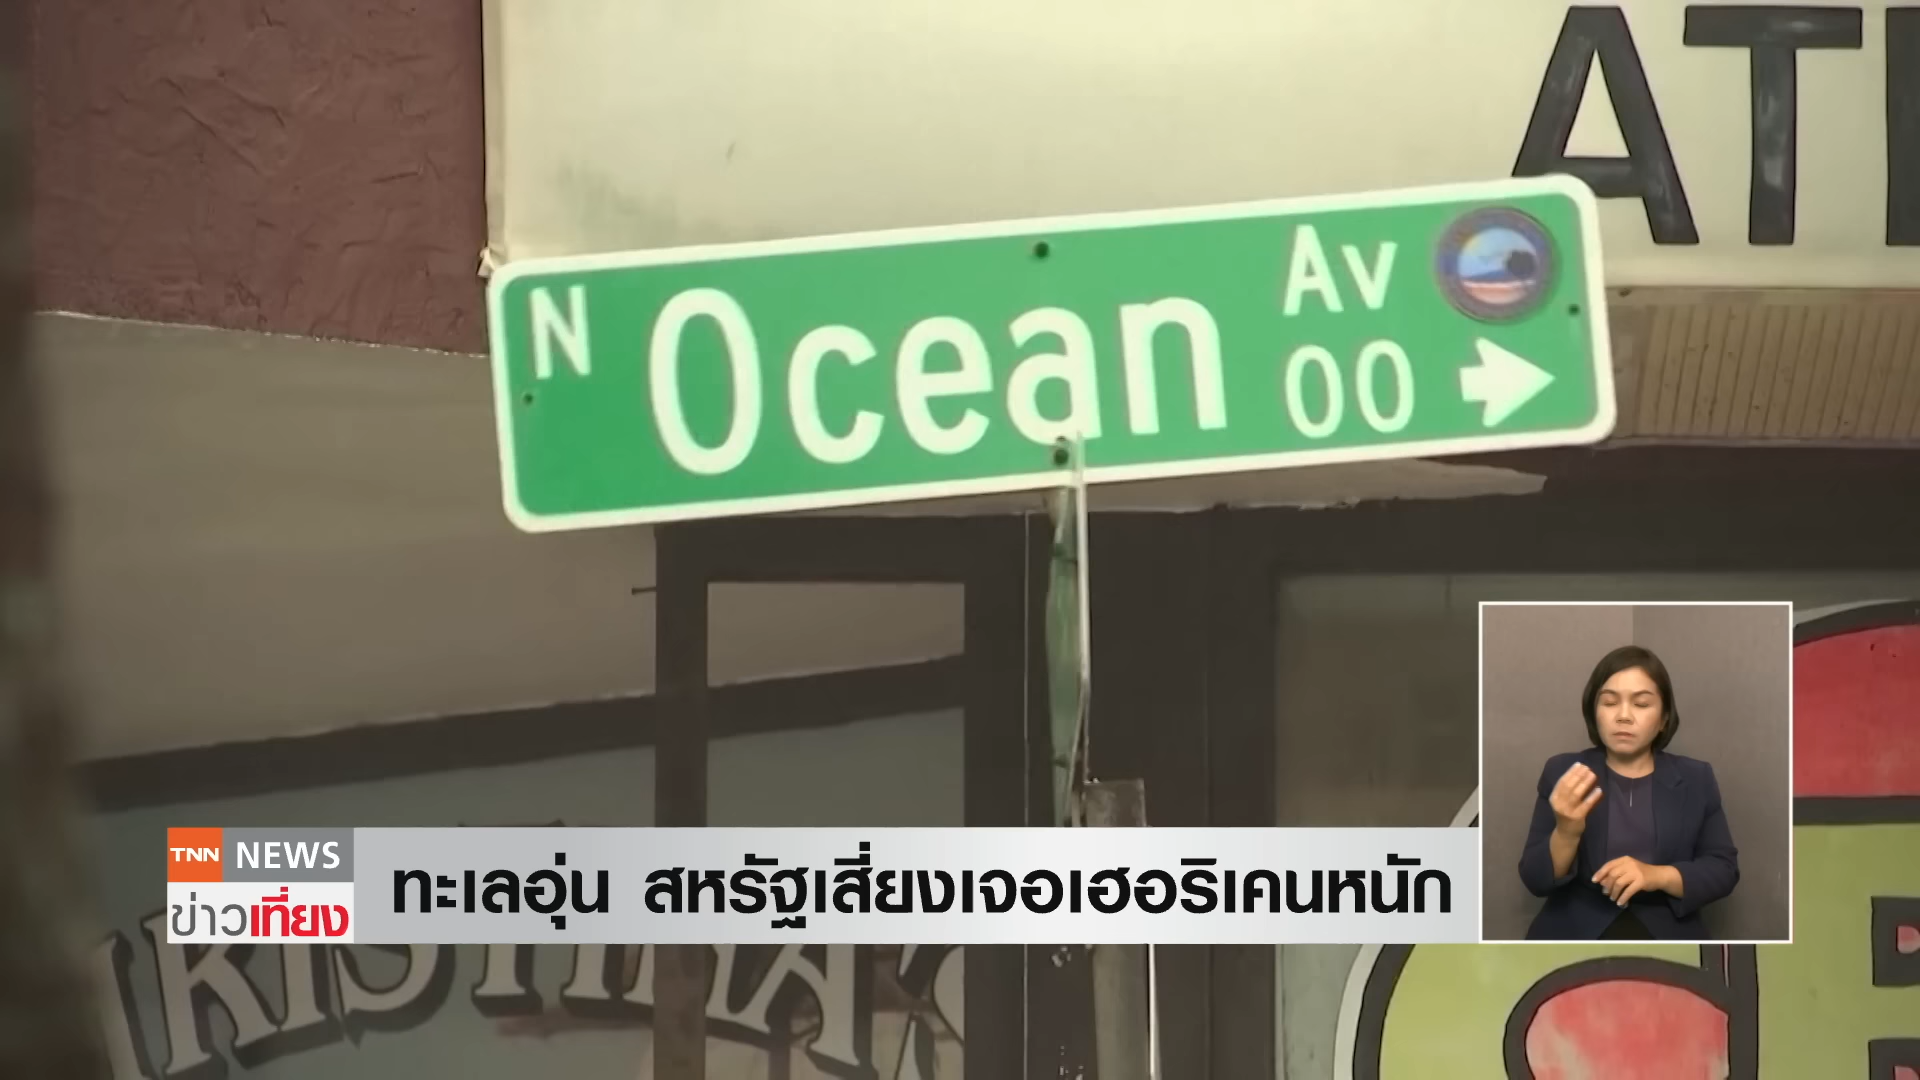 AT
N Ocean Av
00
TNN NEWS
ข่าวเที่ยง
ทะเลอุ่น สหรัฐเสี่ยงเจอเฮอริเคนหนัก